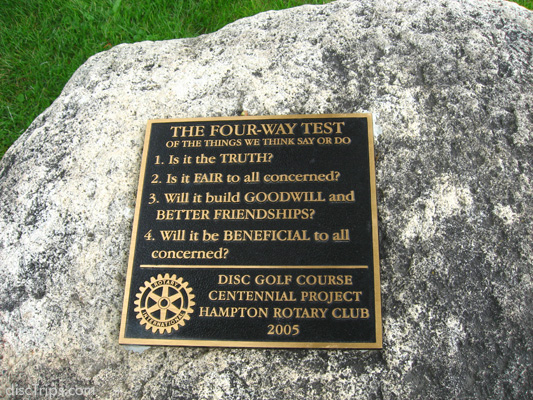 THE FOUR-WAY TEST
OF THE THINGS WE THINK SAY OR DO
1. Is it the TRUTH?
2. Is it FAIR to all concerned?
3. Will it build GOODWILL and
BETTER FRIENDSHIPS?
4. Will it be BENEFICIAL to all
concerned?
ROTARY
INTERNATIONAL
DISC GOLF COURSE
CENTENNIAL PROJECT
HAMPTON ROTARY CLUB
2005
discTrips.com